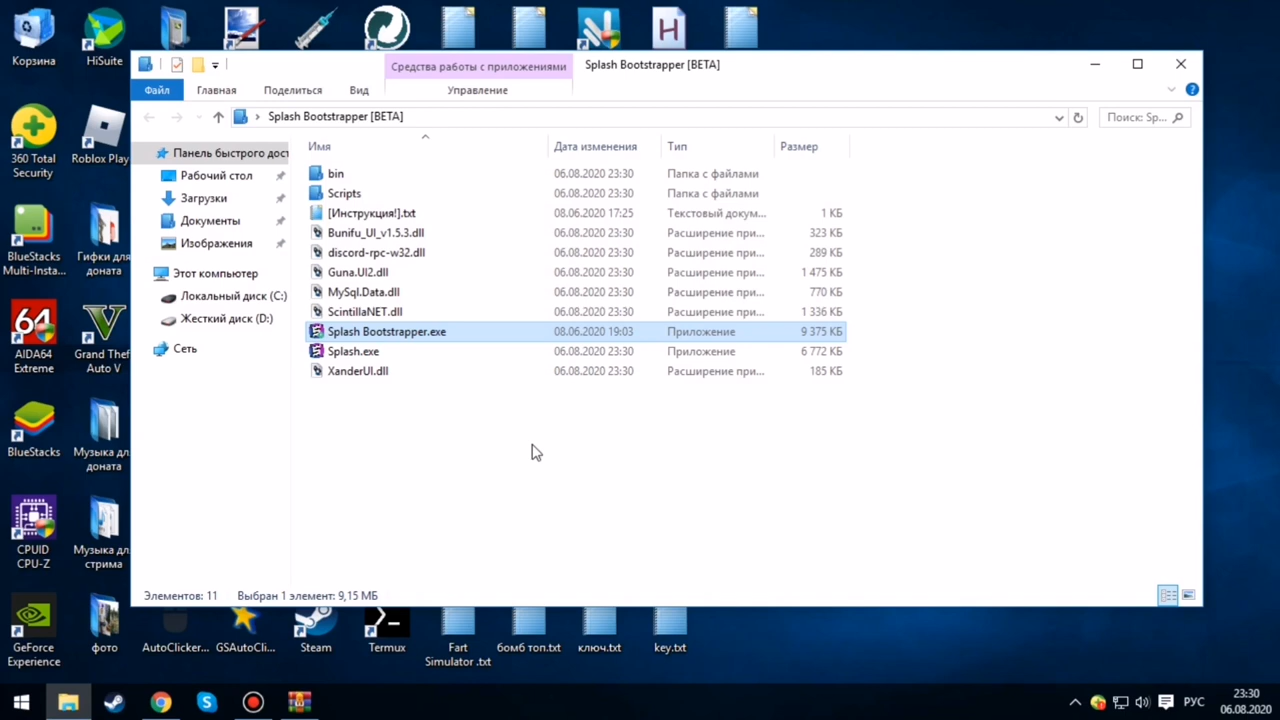 Средства работы с приложениями
Splash Bootstrapper [BETA]
Файл
Главная
Поделиться
Вид
Управление
Splash Bootstrapper [BETA]
Поиск: Sp...
Панель быстрого дост
Рабочий стол
Загрузки
Документы
Изображения
Этот компьютер
Локальный диск (C:)
Жесткий диск (D:)
Сеть
Имя Дата изменения Тип Размер
bin 06.08.2020 23:30 Папка с файлами
Scripts 06.08.2020 23:30 Папка с файлами
[Инструкция!].txt 08.06.2020 17:25 Текстовый докум... 1 КБ
Bunifu_UI_v1.5.3.dll 06.08.2020 23:30 Расширение при... 323 КБ
discord-rpc-w32.dll 06.08.2020 23:30 Расширение при... 289 КБ
Guna.UI2.dll 06.08.2020 23:30 Расширение при... 1 475 КБ
MySql.Data.dll 06.08.2020 23:30 Расширение при... 770 КБ
ScintillaNET.dll 06.08.2020 23:30 Расширение при... 1 336 КБ
Splash Bootstrapper.exe 08.06.2020 19:03 Приложение 9 375 КБ
Splash.exe 06.08.2020 23:30 Приложение 6 772 КБ
XanderUI.dll 06.08.2020 23:30 Расширение при... 185 КБ
Элементов: 11 Выбран 1 элемент: 9,15 МБ
Корзина
HiSuite
360 Total
Security
Roblox Play
BlueStacks
Multi-Insta...
Гифки для
доната
64
AIDA64
Extreme
Grand Thef
Auto V
BlueStacks
Музыка дл
доната
CPUID
CPU-Z
Музыка дл
стрима
GeForce
Experience
фото
AutoClicker...
GSAutoCli...
Steam
Termux
Fart
Simulator .txt
бомб топ.txt
ключ.txt
key.txt
H
РУС
23:30
06.08.2020